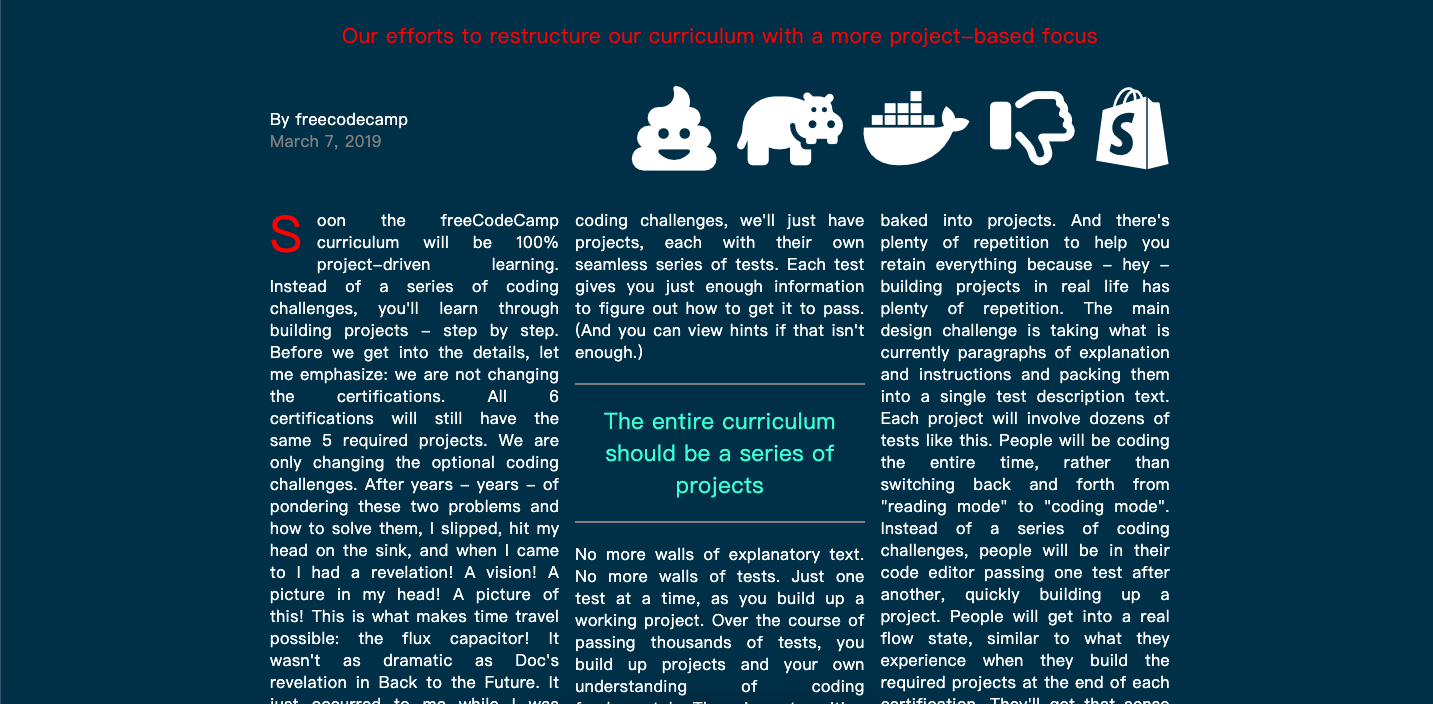 Our efforts to restructure our curriculum with a more project–based focus
By freecodecamp
March 7, 2019
S
oon the freeCodeCamp
curriculum will be 100%
project–driven learning.
Instead of a series of coding
challenges, you'll learn through
building projects – step by step.
Before we get into the details, let
me emphasize: we are not changing
the certifications. All 6
certifications will still have the
same 5 required projects. We are
only changing the optional coding
challenges. After years – years – of
pondering these two problems and
how to solve them, I slipped, hit my
head on the sink, and when I came
to I had a revelation! A vision! A
picture in my head! A picture of
this! This is what makes time travel
possible: the flux capacitor! It
wasn't as dramatic as Doc's
revelation in Back to the Future. It
just occurred to me while I was
coding challenges, we'll just have
projects, each with their own
seamless series of tests. Each test
gives you just enough information
to figure out how to get it to pass.
(And you can view hints if that isn't
enough.)
The entire curriculum
should be a series of
projects
No more walls of explanatory text.
No more walls of tests. Just one
test at a time, as you build up a
working project. Over the course of
passing thousands of tests, you
build up projects and your own
understanding of coding
baked into projects. And there's
plenty of repetition to help you
retain everything because – hey –
building projects in real life has
plenty of repetition. The main
design challenge is taking what is
currently paragraphs of explanation
and instructions and packing them
into a single test description text.
Each project will involve dozens of
tests like this. People will be coding
the entire time, rather than
switching back and forth from
"reading mode" to "coding mode".
Instead of a series of coding
challenges, people will be in their
code editor passing one test after
another, quickly building up a
project. People will get into a real
flow state, similar to what they
experience when they build the
required projects at the end of each
certification. They'll get that sense